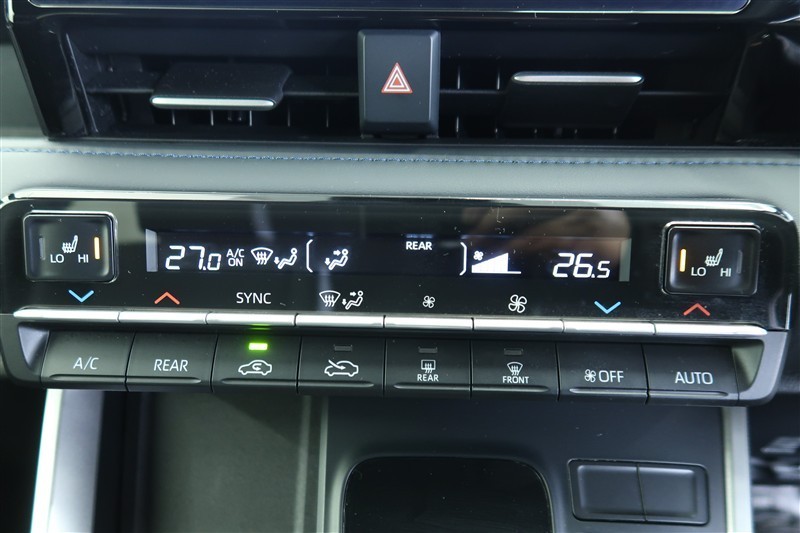 LO HI
27.0 A/C ON REAR 26.5
LO HI
SYNC
A/C REAR REAR FRONT OFF AUTO